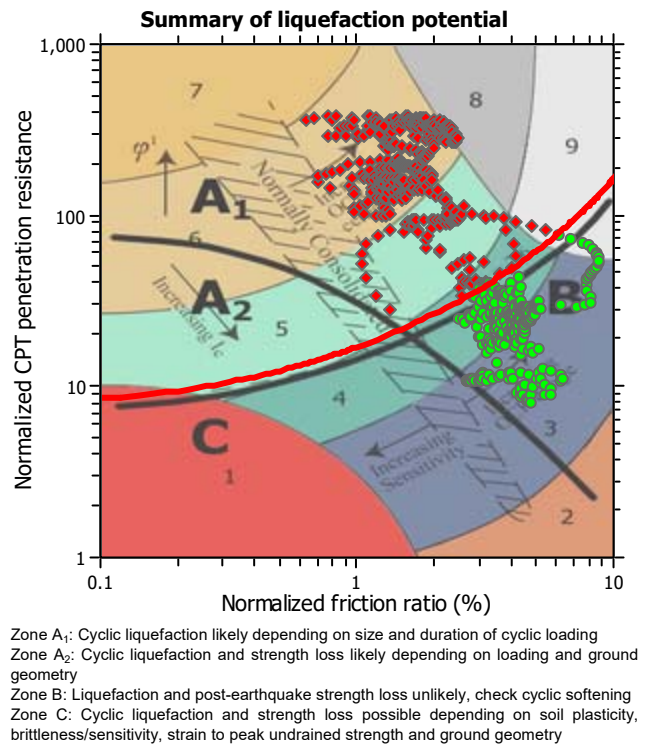 Summary of liquefaction potential
1,000
7
8
9
φ'
A1
Normally Consolidated
OCR
100
6
A2
Increasing Ic
B
5
10
4
C
3
1
Increasing
Sensitivity
2
1
0.1
1
10
Normalized CPT penetration resistance
Normalized friction ratio (%)
Zone A1: Cyclic liquefaction likely depending on size and duration of cyclic loading
Zone A2: Cyclic liquefaction and strength loss likely depending on loading and ground
geometry
Zone B: Liquefaction and post-earthquake strength loss unlikely, check cyclic softening
Zone C: Cyclic liquefaction and strength loss possible depending on soil plasticity,
brittleness/sensitivity, strain to peak undrained strength and ground geometry